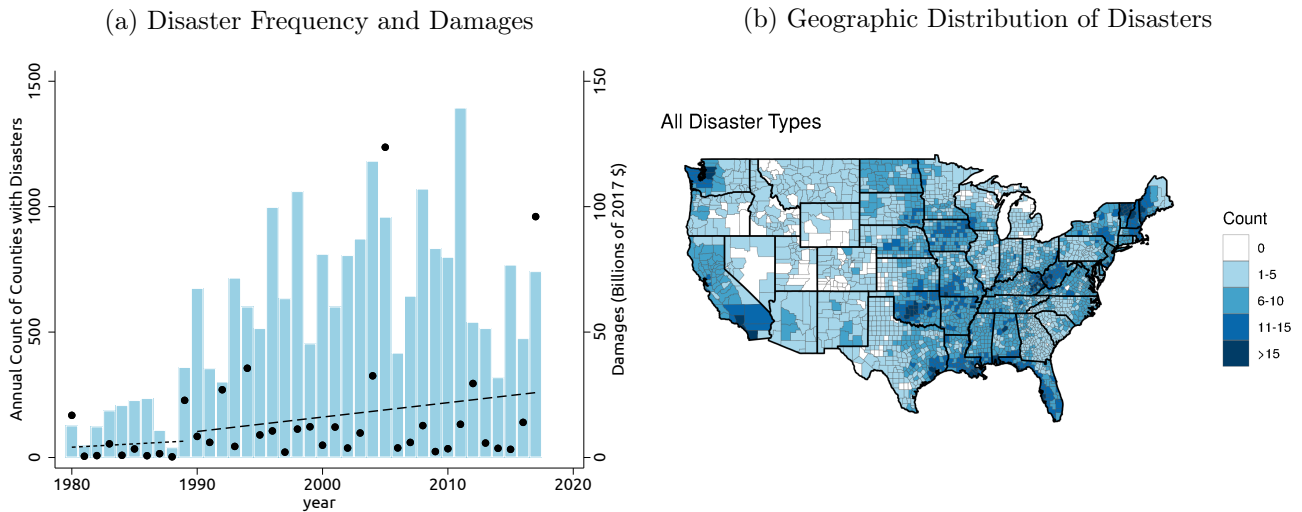 (a) Disaster Frequency and Damages
Annual Count of Counties with Disasters
0
500
1000
1500
Damages (Billions of 2017 $)
0
50
100
150
1980
1990
2000
2010
2020
year
(b) Geographic Distribution of Disasters
All Disaster Types
Count
0
1-5
6-10
11-15
>15